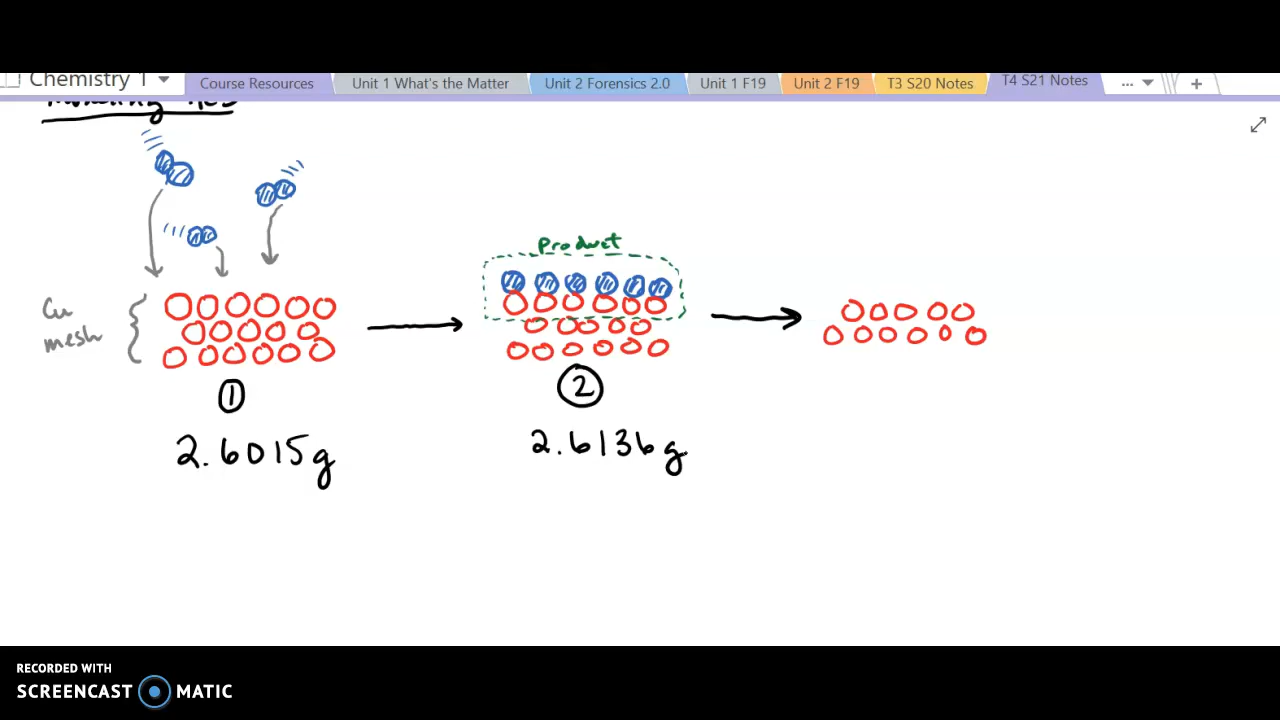 Chemistry 1
Course Resources
Unit 1 What's the Matter
Unit 2 Forensics 2.0
Unit 1 F19
Unit 2 F19
T3 S20 Notes
T4 S21 Notes
...
+
Product
Cu
mesh
1
2
2.6015g
2.6136g
RECORDED WITH
SCREENCAST MATIC